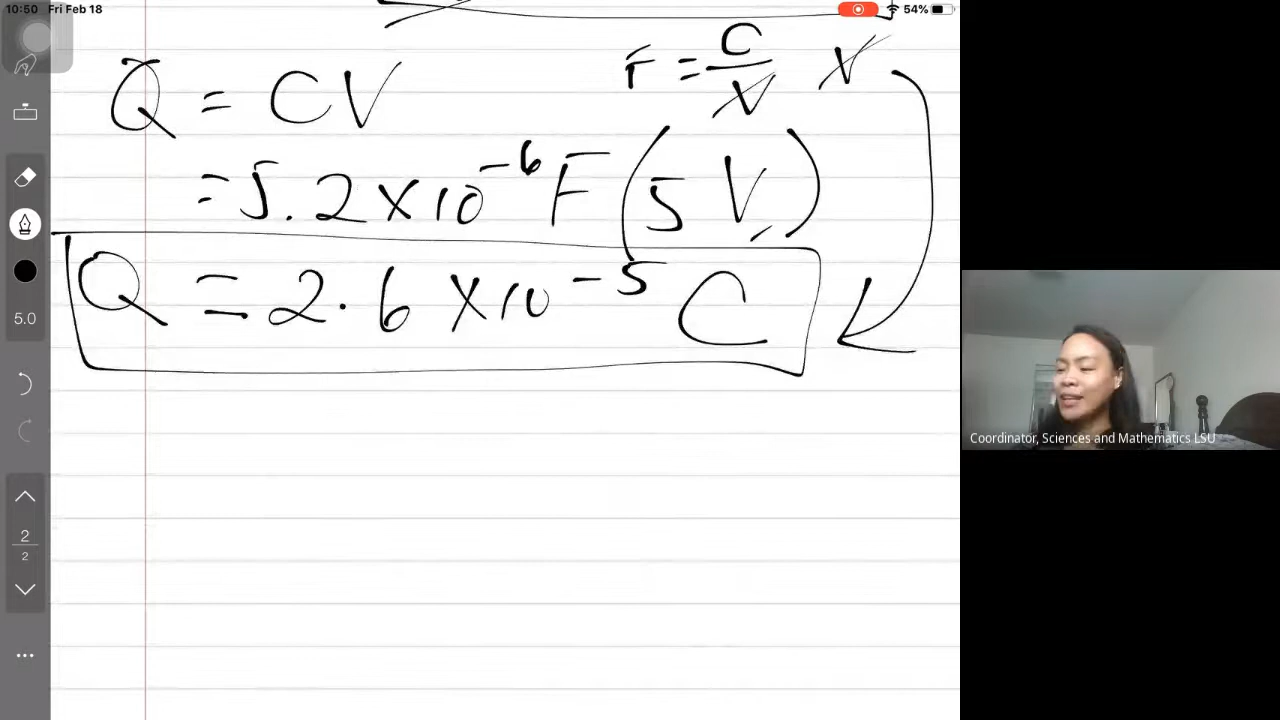 10:50 Fri Feb 18
54%
F = C/V V
Q = CV
= 5.2 × 10⁻⁶ F (5 V)
Q = 2.6 × 10⁻⁵ C
5.0
2
2
Coordinator, Sciences and Mathematics LSU